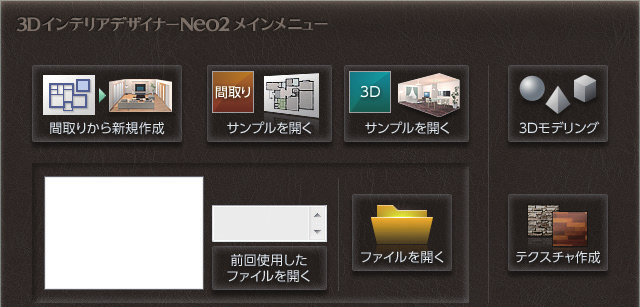 3DインテリアデザイナーNeo2 メインメニュー
間取りから新規作成
間取り
サンプルを開く
3D
サンプルを開く
3Dモデリング
前回使用した
ファイルを開く
ファイルを開く
テクスチャ作成